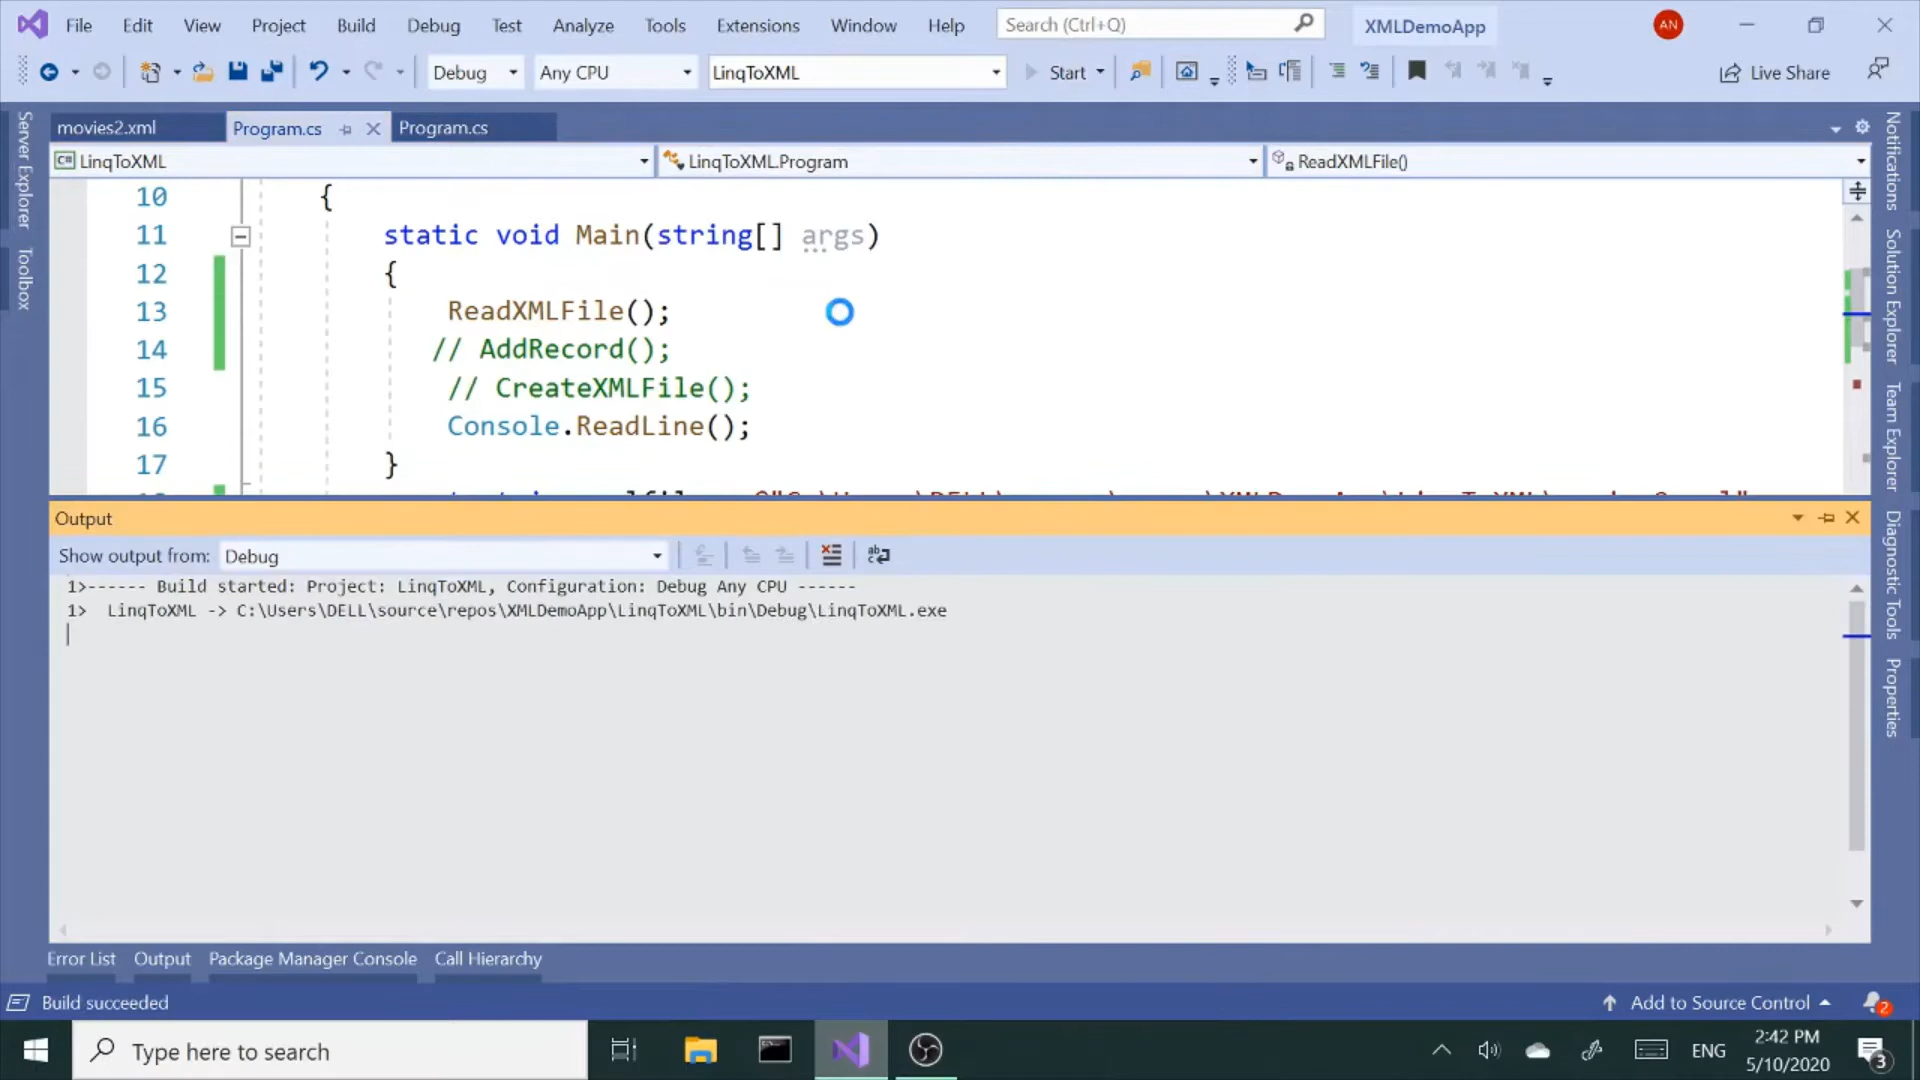 File Edit View Project Build Debug Test Analyze Tools Extensions Window Help Search (Ctrl+Q) XMLDemoApp AN
Debug Any CPU LinqToXML Start Live Share
movies2.xml Program.cs Program.cs
C# LinqToXML LinqToXML.Program ReadXMLFile()
Server Explorer
Toolbox
10 {
11 static void Main(string[] args)
12 {
13 ReadXMLFile();
14 // AddRecord();
15 // CreateXMLFile();
16 Console.ReadLine();
17 }
Notifications
Solution Explorer
Team Explorer
Diagnostic Tools
Properties
Output
Show output from: Debug
1>------ Build started: Project: LinqToXML, Configuration: Debug Any CPU ------
1> LinqToXML -> C:\Users\DELL\source\repos\XMLDemoApp\LinqToXML\bin\Debug\LinqToXML.exe
Error List Output Package Manager Console Call Hierarchy
Build succeeded Add to Source Control 2
Type here to search ENG 2:42 PM
5/10/2020 3